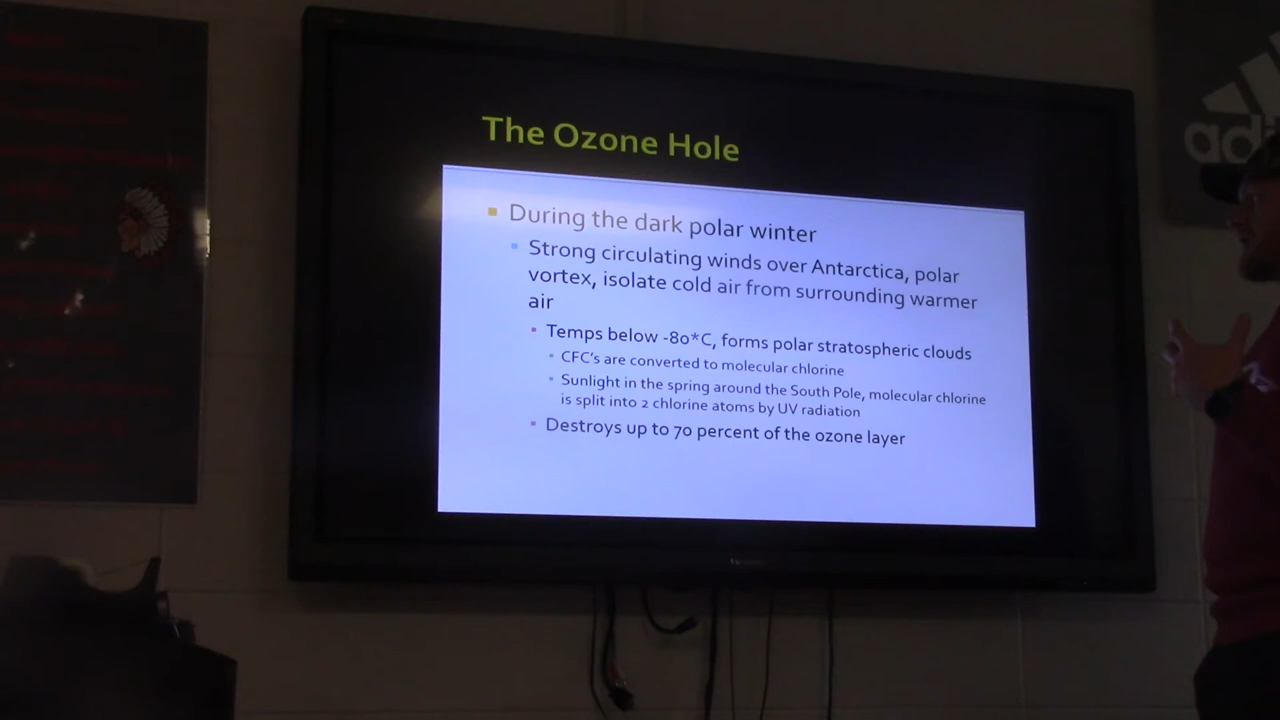 The Ozone Hole
During the dark polar winter
Strong circulating winds over Antarctica, polar
vortex, isolate cold air from surrounding warmer
air
Temps below -80*C, forms polar stratospheric clouds
CFC's are converted to molecular chlorine
Sunlight in the spring around the South Pole, molecular chlorine
is split into 2 chlorine atoms by UV radiation
Destroys up to 70 percent of the ozone layer